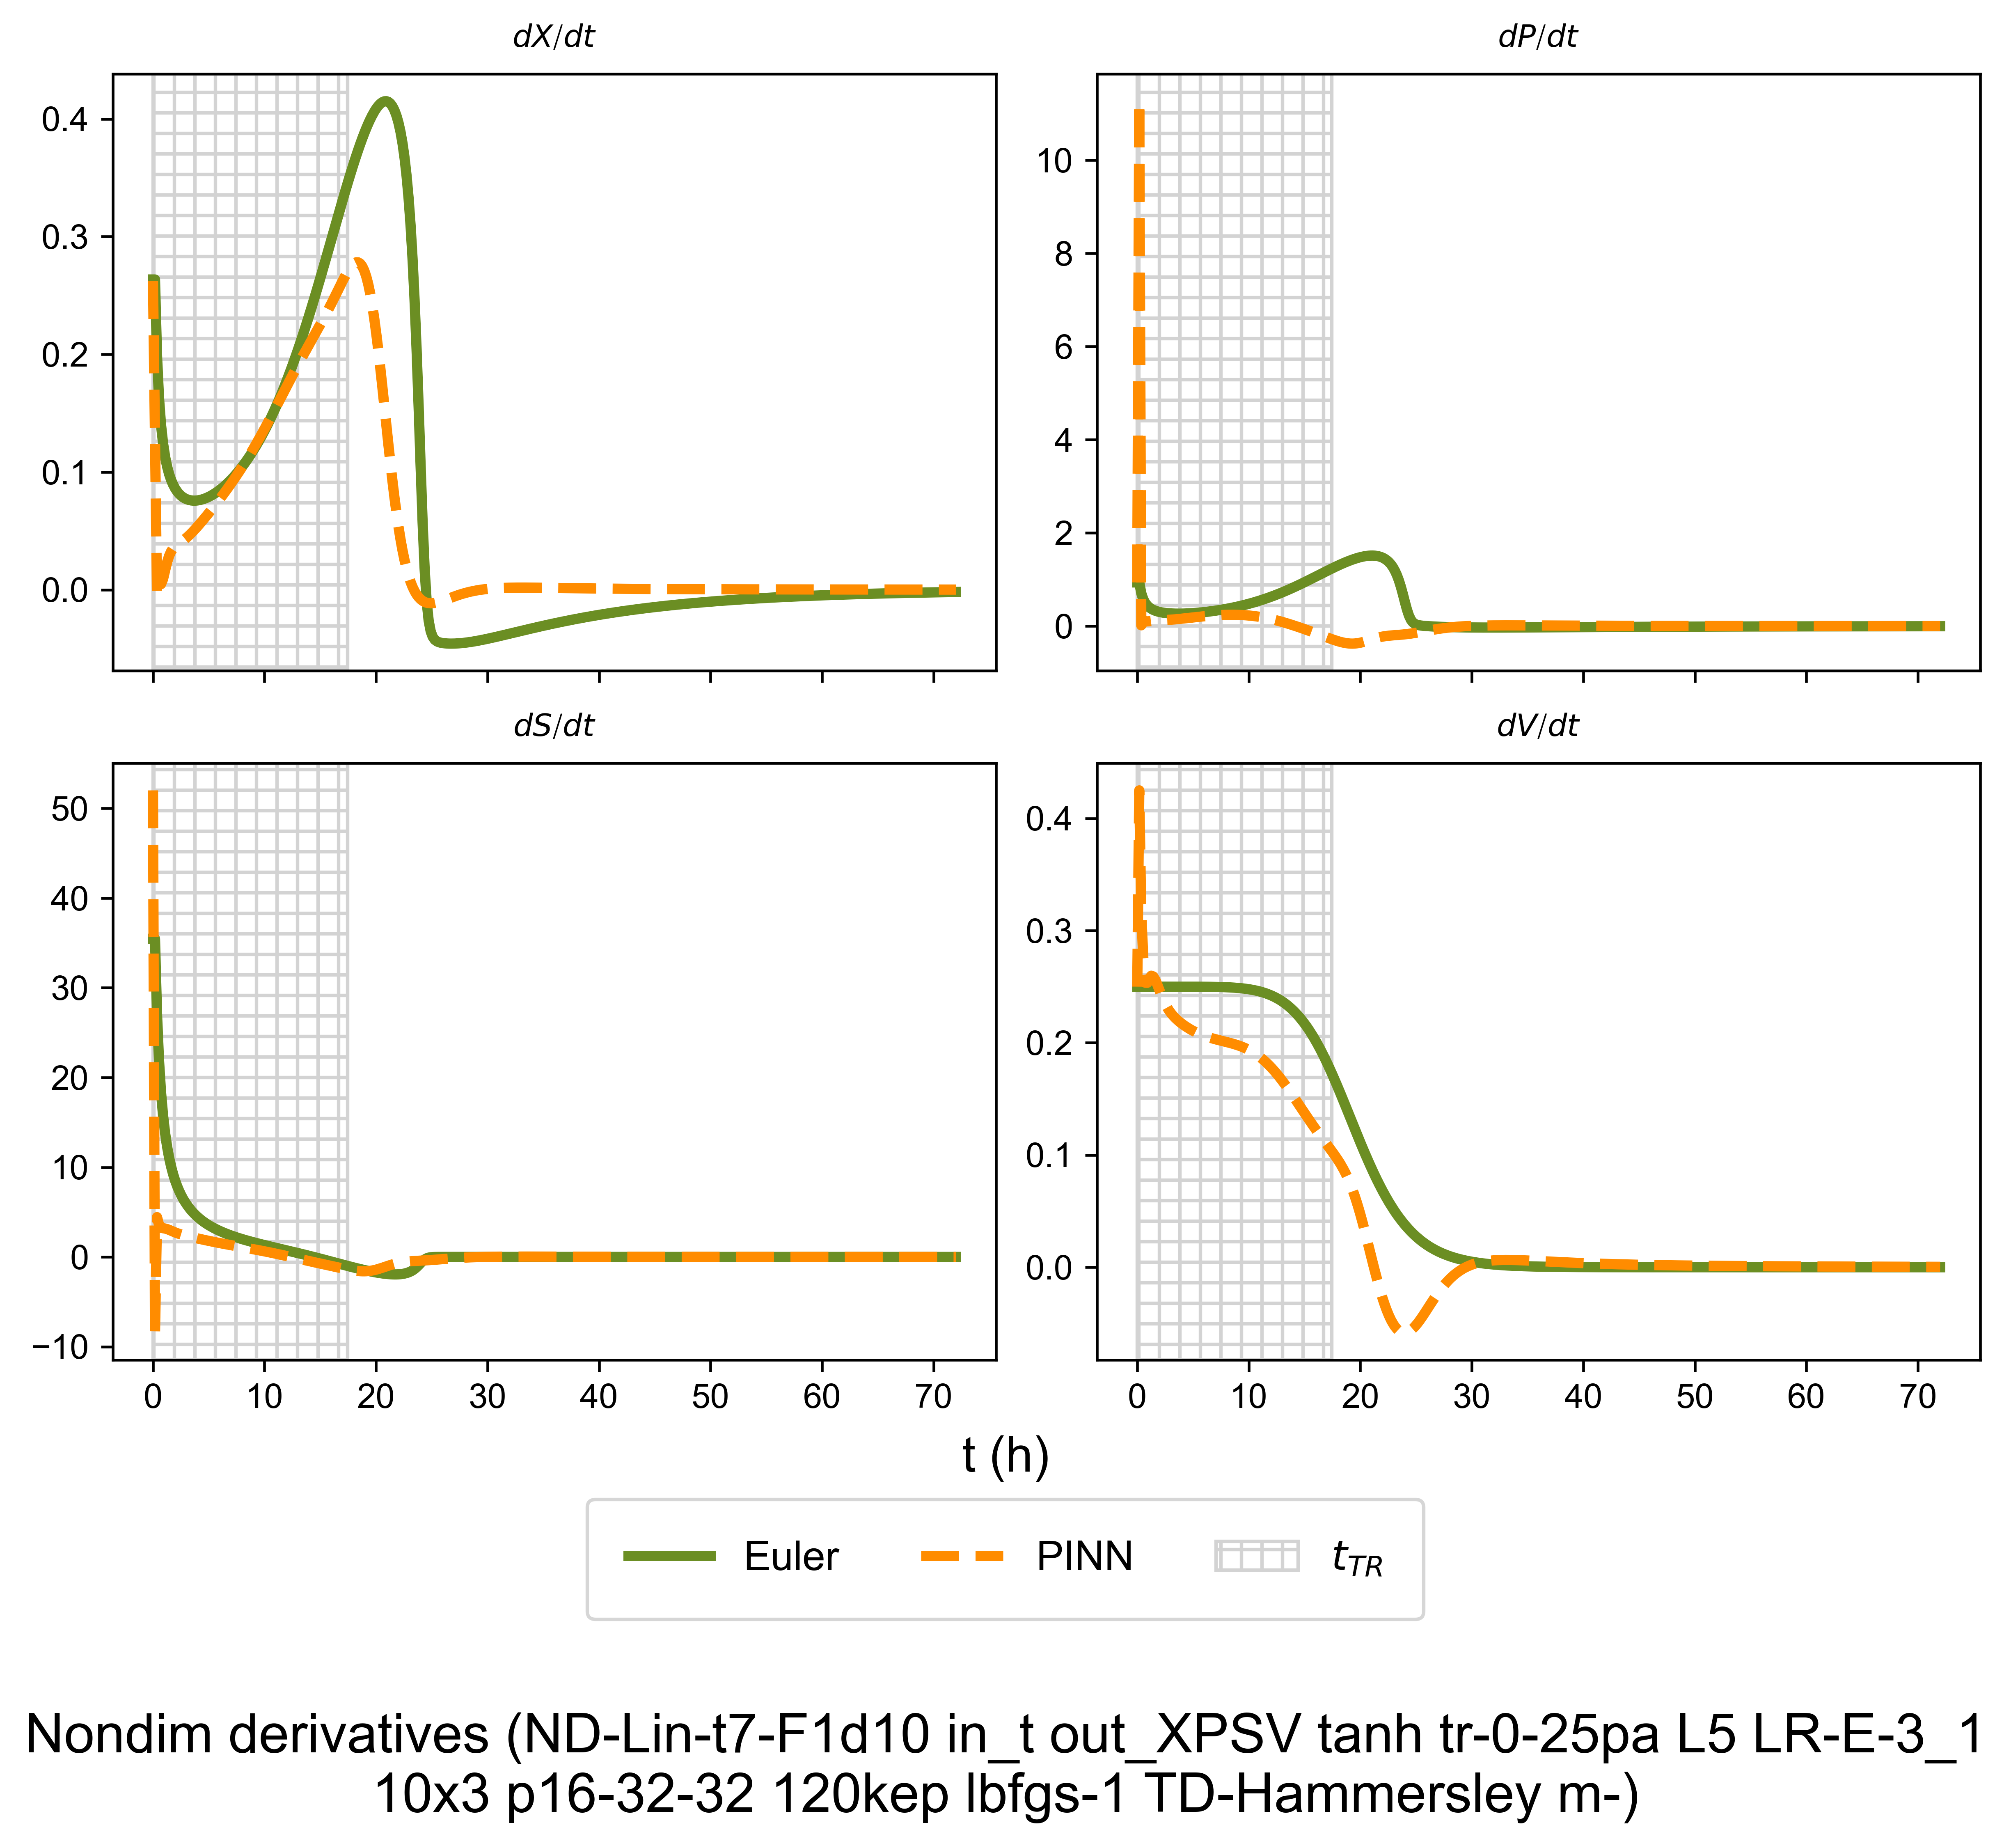 dX/dt
dP/dt
0.4
0.3
0.2
0.1
0.0
10
8
6
4
2
0
dS/dt
dV/dt
50
40
30
20
10
0
−10
0.4
0.3
0.2
0.1
0.0
0 10 20 30 40 50 60 70
0 10 20 30 40 50 60 70
t (h)
Euler PINN t_TR
Nondim derivatives (ND-Lin-t7-F1d10 in_t out_XPSV tanh tr-0-25pa L5 LR-E-3_1
10x3 p16-32-32 120kep lbfgs-1 TD-Hammersley m-)